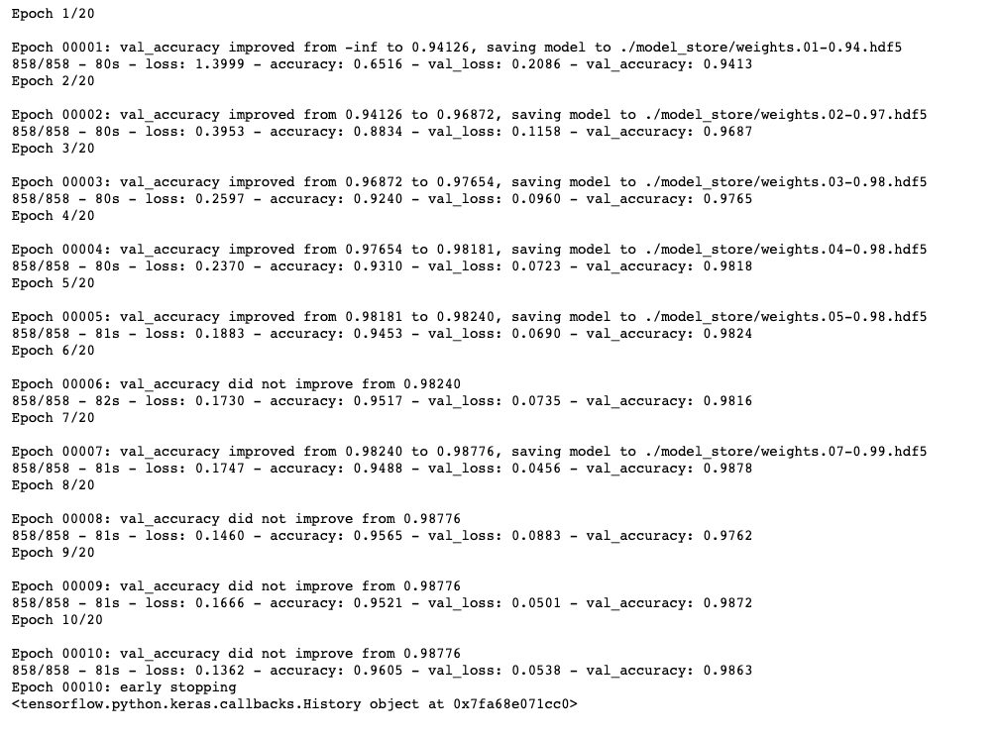 Epoch 1/20
Epoch 00001: val_accuracy improved from -inf to 0.94126, saving model to ./model_store/weights.01-0.94.hdf5
858/858 - 80s - loss: 1.3999 - accuracy: 0.6516 - val_loss: 0.2086 - val_accuracy: 0.9413
Epoch 2/20
Epoch 00002: val_accuracy improved from 0.94126 to 0.96872, saving model to ./model_store/weights.02-0.97.hdf5
858/858 - 80s - loss: 0.3953 - accuracy: 0.8834 - val_loss: 0.1158 - val_accuracy: 0.9687
Epoch 3/20
Epoch 00003: val_accuracy improved from 0.96872 to 0.97654, saving model to ./model_store/weights.03-0.98.hdf5
858/858 - 80s - loss: 0.2597 - accuracy: 0.9240 - val_loss: 0.0960 - val_accuracy: 0.9765
Epoch 4/20
Epoch 00004: val_accuracy improved from 0.97654 to 0.98181, saving model to ./model_store/weights.04-0.98.hdf5
858/858 - 80s - loss: 0.2370 - accuracy: 0.9310 - val_loss: 0.0723 - val_accuracy: 0.9818
Epoch 5/20
Epoch 00005: val_accuracy improved from 0.98181 to 0.98240, saving model to ./model_store/weights.05-0.98.hdf5
858/858 - 81s - loss: 0.1883 - accuracy: 0.9453 - val_loss: 0.0690 - val_accuracy: 0.9824
Epoch 6/20
Epoch 00006: val_accuracy did not improve from 0.98240
858/858 - 82s - loss: 0.1730 - accuracy: 0.9517 - val_loss: 0.0735 - val_accuracy: 0.9816
Epoch 7/20
Epoch 00007: val_accuracy improved from 0.98240 to 0.98776, saving model to ./model_store/weights.07-0.99.hdf5
858/858 - 81s - loss: 0.1747 - accuracy: 0.9488 - val_loss: 0.0456 - val_accuracy: 0.9878
Epoch 8/20
Epoch 00008: val_accuracy did not improve from 0.98776
858/858 - 81s - loss: 0.1460 - accuracy: 0.9565 - val_loss: 0.0883 - val_accuracy: 0.9762
Epoch 9/20
Epoch 00009: val_accuracy did not improve from 0.98776
858/858 - 81s - loss: 0.1666 - accuracy: 0.9521 - val_loss: 0.0501 - val_accuracy: 0.9872
Epoch 10/20
Epoch 00010: val_accuracy did not improve from 0.98776
858/858 - 81s - loss: 0.1362 - accuracy: 0.9605 - val_loss: 0.0538 - val_accuracy: 0.9863
Epoch 00010: early stopping
<tensorflow.python.keras.callbacks.History object at 0x7fa68e071cc0>